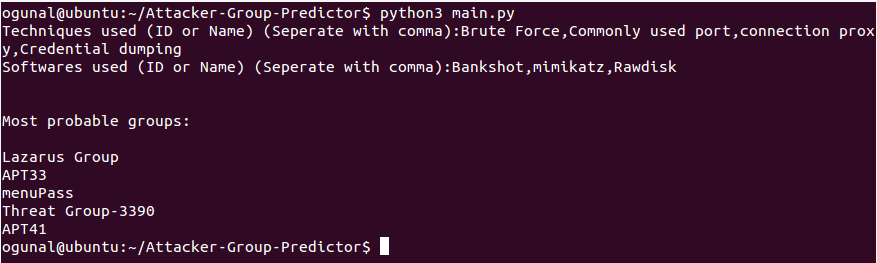 ogunal@ubuntu:~/Attacker-Group-Predictor$ python3 main.py
Techniques used (ID or Name) (Seperate with comma):Brute Force,Commonly used port,connection prox
y,Credential dumping
Softwares used (ID or Name) (Seperate with comma):Bankshot,mimikatz,Rawdisk
Most probable groups:
Lazarus Group
APT33
menuPass
Threat Group-3390
APT41
ogunal@ubuntu:~/Attacker-Group-Predictor$